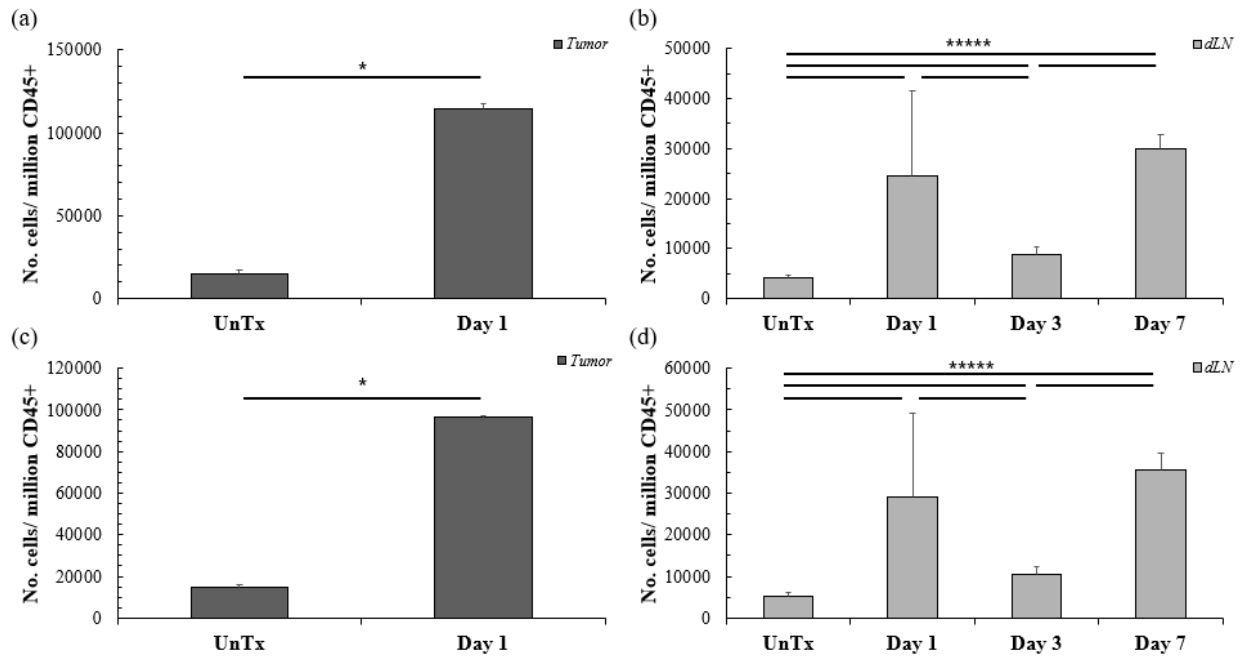 (a)
Tumor
No. cells/ million CD45+
150000
100000
50000
0
*
UnTx
Day 1
(b)
dLN
No. cells/ million CD45+
50000
40000
30000
20000
10000
0
*****
UnTx
Day 1
Day 3
Day 7
(c)
Tumor
No. cells/ million CD45+
120000
100000
80000
60000
40000
20000
0
*
UnTx
Day 1
(d)
dLN
No. cells/ million CD45+
60000
50000
40000
30000
20000
10000
0
*****
UnTx
Day 1
Day 3
Day 7